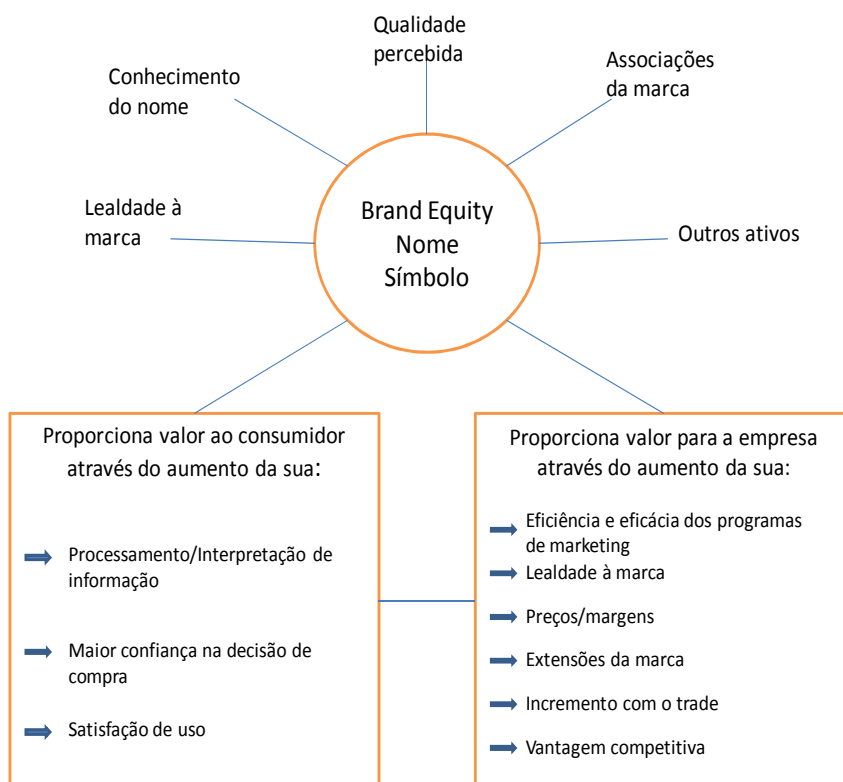 Qualidade
percebida
Conhecimento
do nome
Associações
da marca
Lealdade à
marca
Brand Equity
Nome
Símbolo
Outros ativos
Proporciona valor ao consumidor
através do aumento da sua:
Processamento/Interpretação de
informação
Maior confiança na decisão de
compra
Satisfação de uso
Proporciona valor para a empresa
através do aumento da sua:
Eficiência e eficácia dos programas
de marketing
Lealdade à marca
Preços/margens
Extensões da marca
Incremento com o trade
Vantagem competitiva